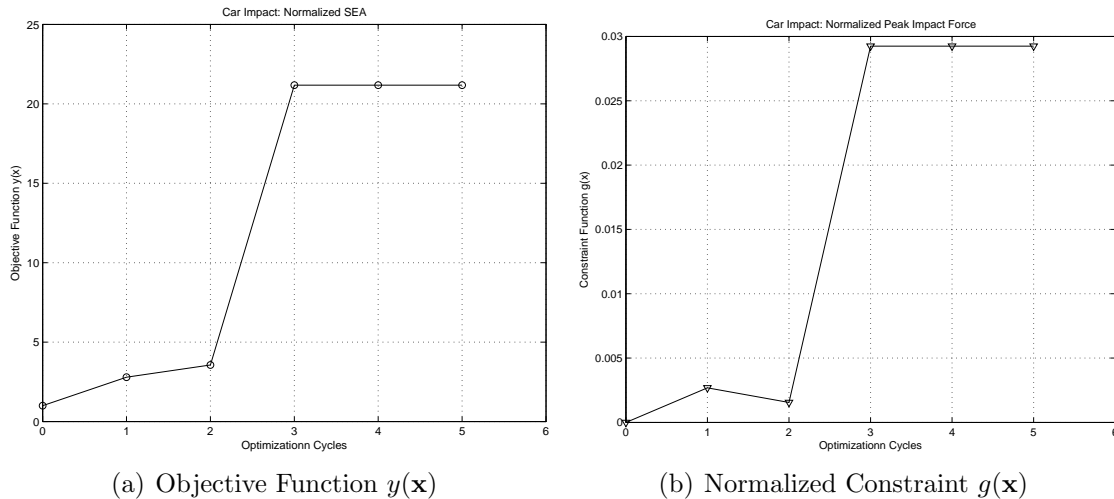 Car Impact: Normalized SEA
25
20
15
10
5
0
Objective Function y(x)
0 1 2 3 4 5 6
Optimizationn Cycles
(a) Objective Function y(x)
Car Impact: Normalized Peak Impact Force
0.03
0.025
0.02
0.015
0.01
0.005
0
Constraint Function g(x)
0 1 2 3 4 5 6
Optimizationn Cycles
(b) Normalized Constraint g(x)